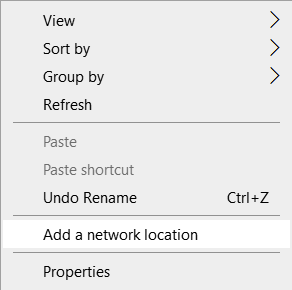 View
Sort by
Group by
Refresh
Paste
Paste shortcut
Undo Rename Ctrl+Z
Add a network location
Properties